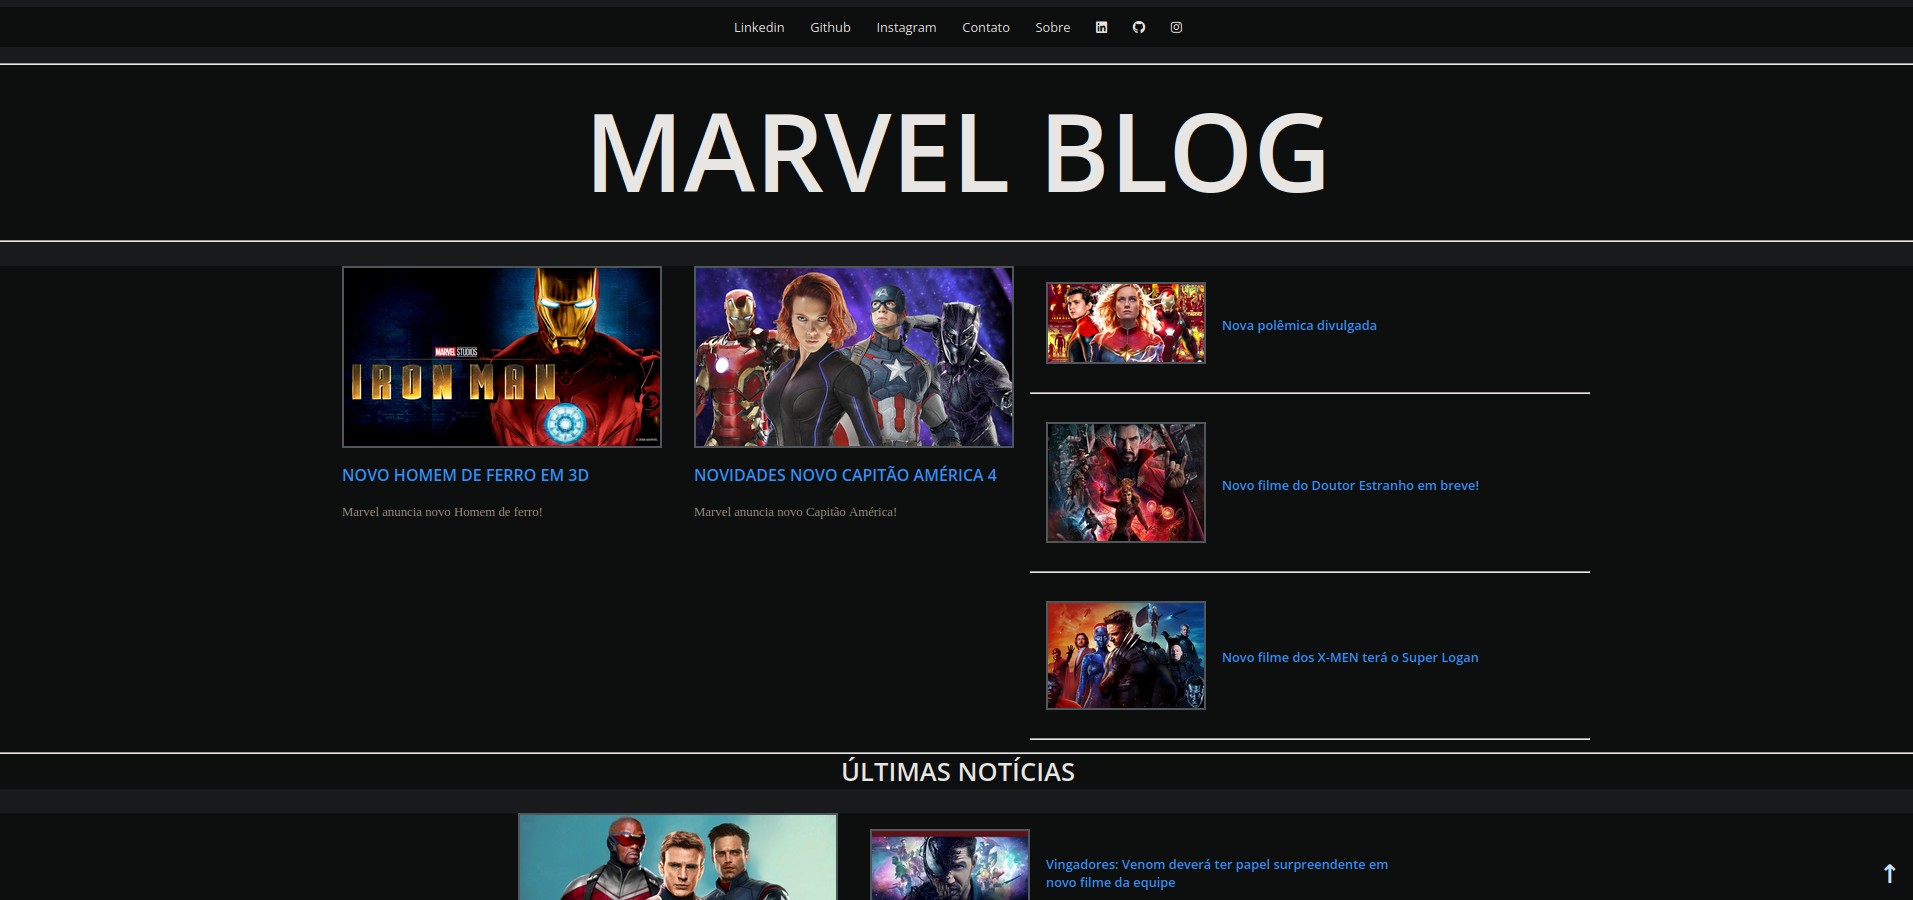 Linkedin Github Instagram Contato Sobre
MARVEL BLOG
MARVEL STUDIOS
IRON MAN
NOVO HOMEM DE FERRO EM 3D
Marvel anuncia novo Homem de ferro!
NOVIDADES NOVO CAPITÃO AMÉRICA 4
Marvel anuncia novo Capitão América!
Nova polêmica divulgada
Novo filme do Doutor Estranho em breve!
Novo filme dos X-MEN terá o Super Logan
ÚLTIMAS NOTÍCIAS
Vingadores: Venom deverá ter papel surpreendente em
novo filme da equipe